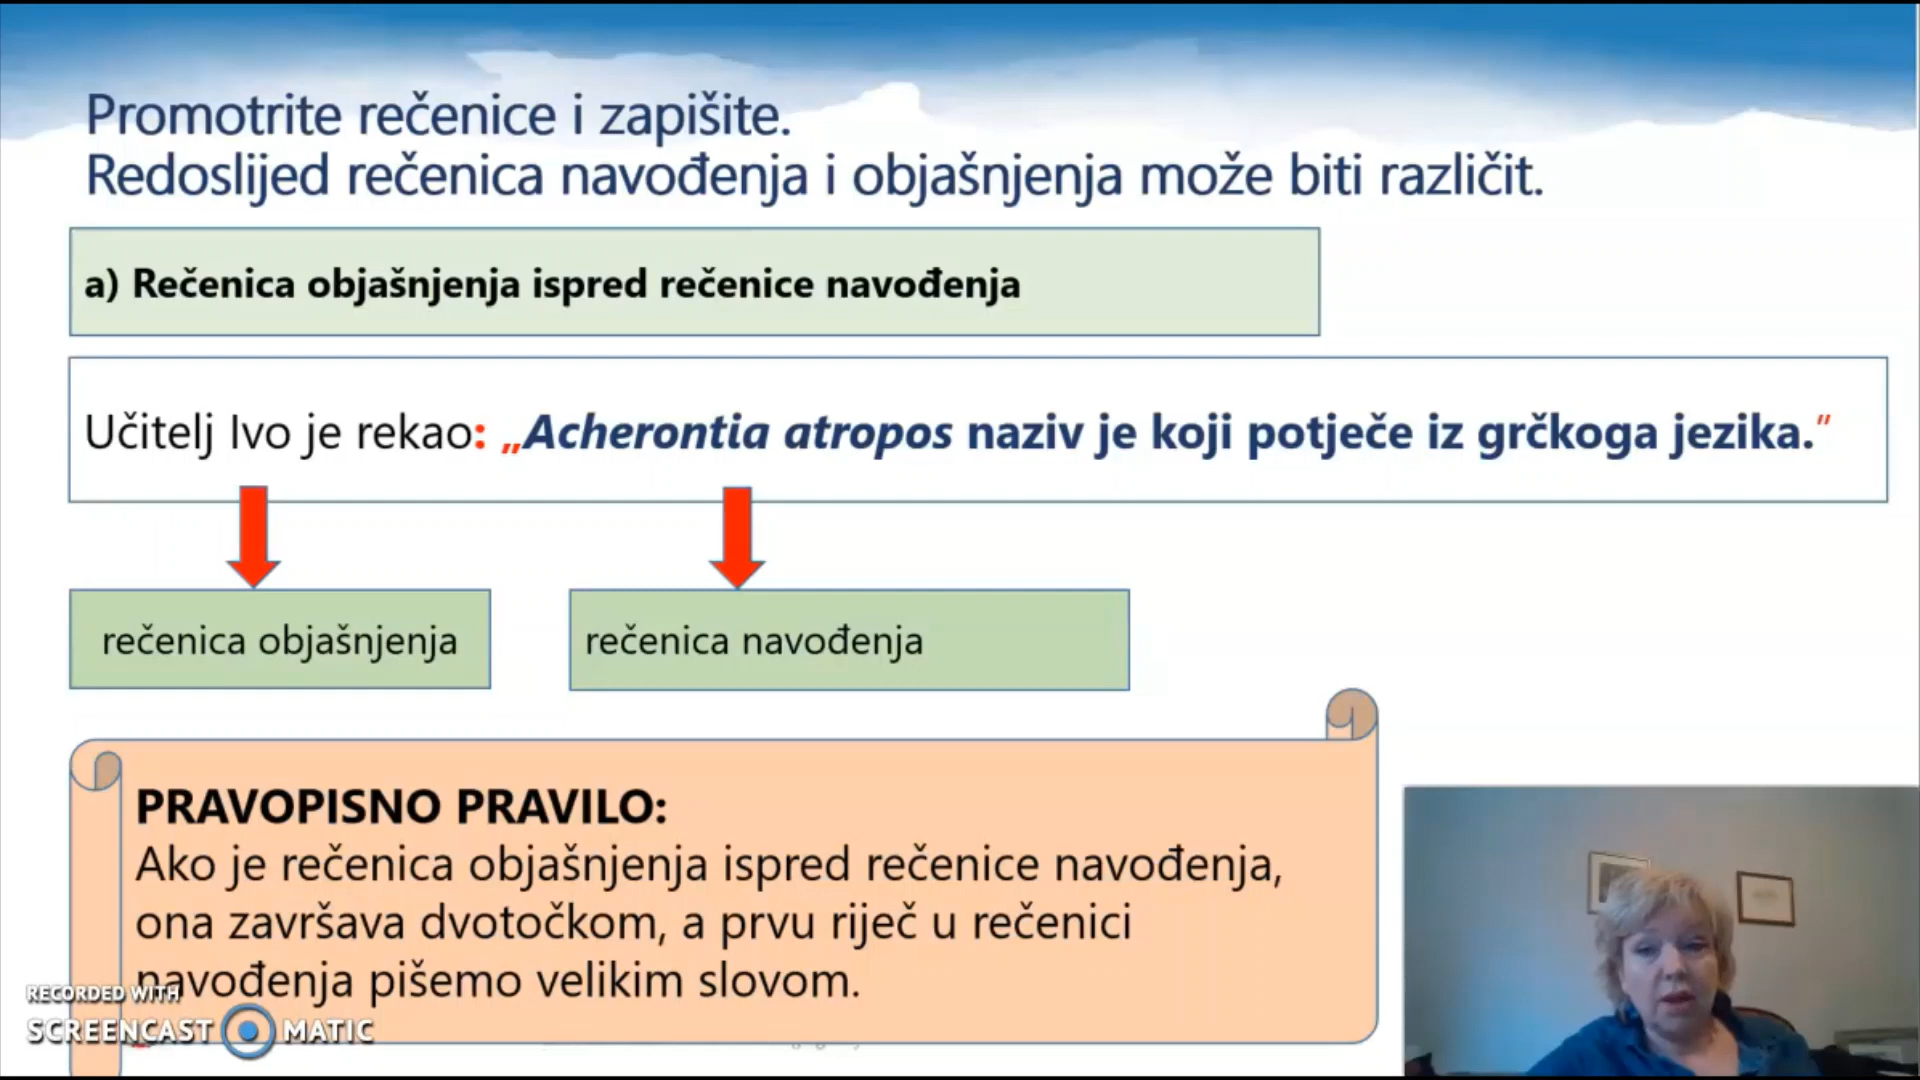 Promotrite rečenice i zapišite.
Redoslijed rečenica navođenja i objašnjenja može biti različit.
a) Rečenica objašnjenja ispred rečenice navođenja
Učitelj Ivo je rekao: „Acherontia atropos naziv je koji potječe iz grčkoga jezika.”
rečenica objašnjenja
rečenica navođenja
PRAVOPISNO PRAVILO:
Ako je rečenica objašnjenja ispred rečenice navođenja,
ona završava dvotočkom, a prvu riječ u rečenici
navođenja pišemo velikim slovom.
RECORDED WITH
SCREENCAST MATIC